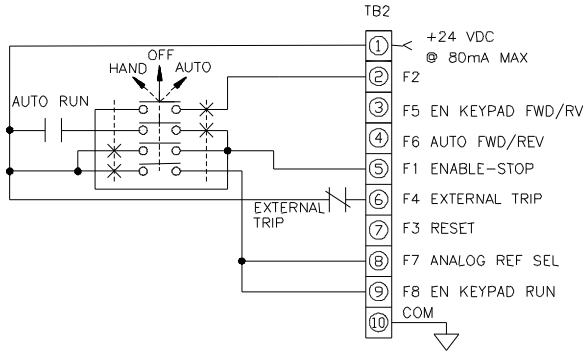 TB2
+24 VDC
@ 80mA MAX
1
OFF
HAND
AUTO
2 F2
AUTO RUN
3 F5 EN KEYPAD FWD/RV
4 F6 AUTO FWD/REV
5 F1 ENABLE-STOP
6 F4 EXTERNAL TRIP
EXTERNAL
TRIP
7 F3 RESET
8 F7 ANALOG REF SEL
9 F8 EN KEYPAD RUN
10 COM